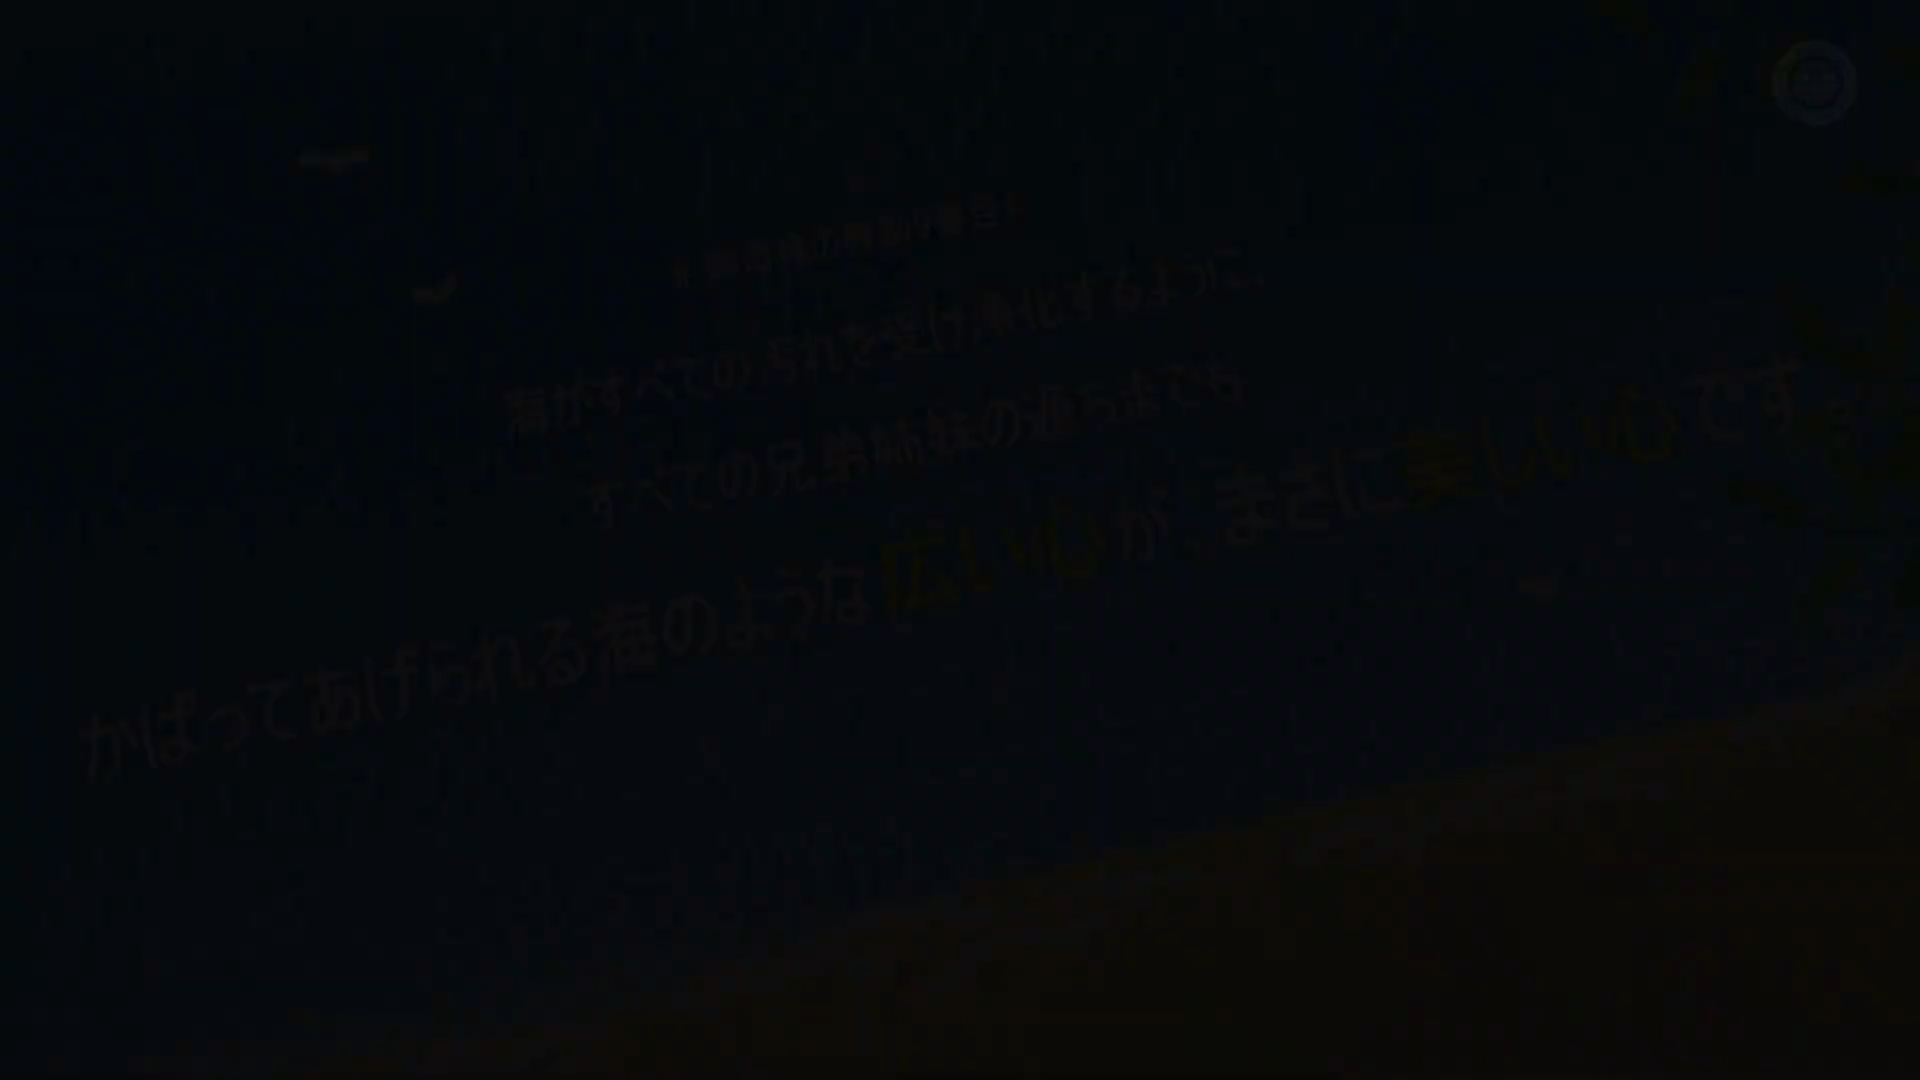 海がすべての汚れを受け浄化するように、
すべての兄弟姉妹の過ちまでも
かばってあげられる海のような広い心が、まさに美しい心です。